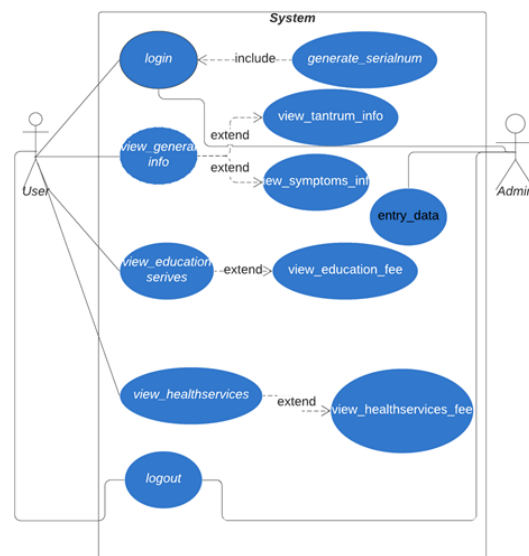 System
login
include
generate_serialnum
view_tantrum_info
extend
view_general
info
extend
ew_symptoms_inf
User
Admin
entry_data
view_education
serives
extend
view_education_fee
view_healthservices
extend
view_healthservices_fee
logout